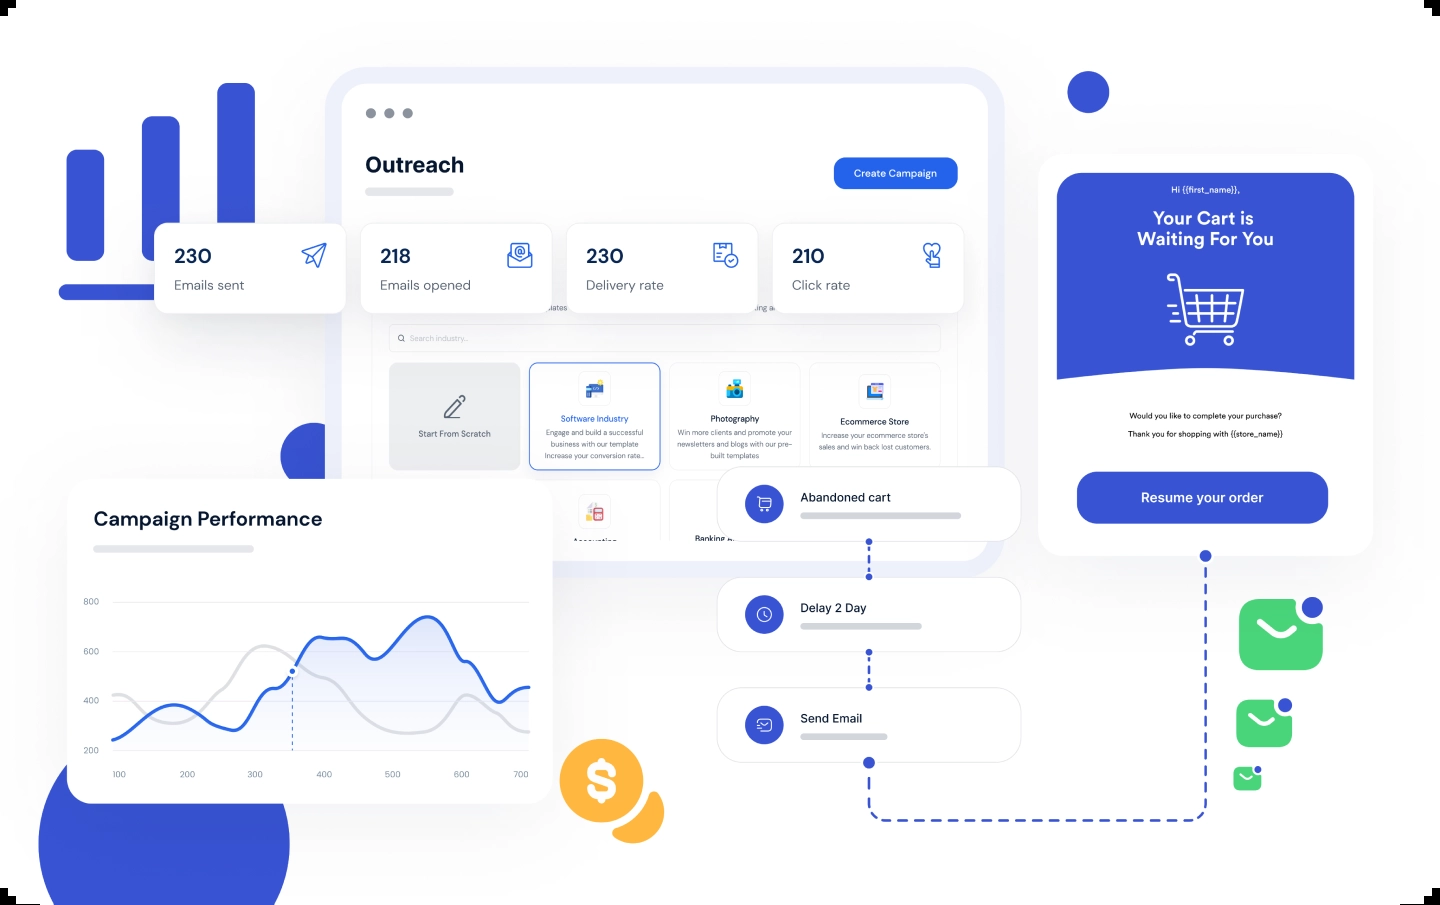 Outreach
Create Campaign
230
Emails sent
218
Emails opened
230
Delivery rate
210
Click rate
Search industry...
Start From Scratch
Software Industry
Engage and build a successful
business with our template
Increase your conversion rate...
Photography
Win more clients and promote your
newsletters and blogs with our pre-
built templates
Ecommerce Store
Increase your ecommerce store's
sales and win back lost customers.
Accounting
Banking
Abandoned cart
Delay 2 Day
Send Email
Campaign Performance
800
600
400
200
100 200 300 400 500 600 700
$
Hi {{first_name}},
Your Cart is
Waiting For You
Would you like to complete your purchase?
Thank you for shopping with {{store_name}}
Resume your order